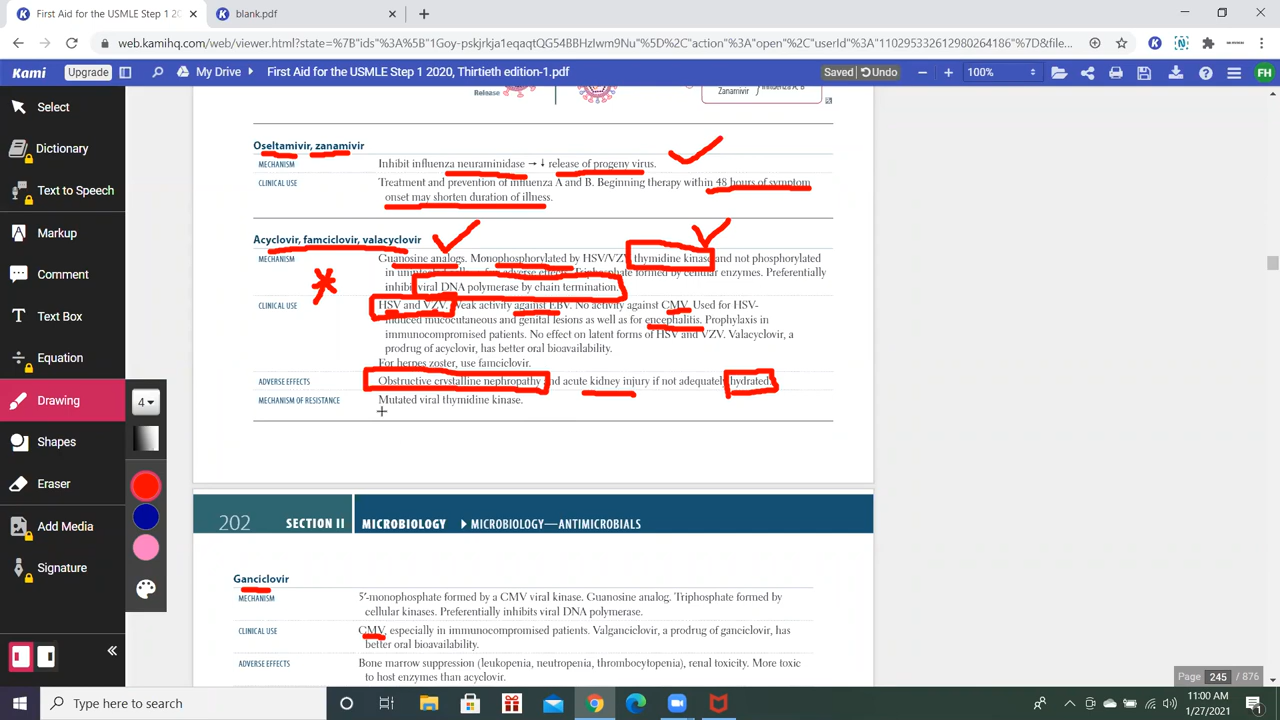 First Aid for the USMLE Step 1 20
blank.pdf
web.kamihq.com/web/viewer.html?state=%7B"ids"%3A%5B"1Goy-pskjrkja1eqaqtQG54BBHzlwm9Nu"%5D%2C"action"%3A"open"%2C"userId"%3A"110295332612980264186"%7D&file...
Kami Upgrade My Drive First Aid for the USMLE Step 1 2020, Thirtieth edition-1.pdf Saved Undo 100% FH
Select
Dictionary
Text to Speech
Markup
Comment
Text Box
Equation
Drawing
Shapes
Eraser
Add Media
Signature
4
Release
Zanamivir
Influenza A, B
Oseltamivir, zanamivir
MECHANISM Inhibit influenza neuraminidase → ↓ release of progeny virus.
CLINICAL USE Treatment and prevention of influenza A and B. Beginning therapy within 48 hours of symptom
onset may shorten duration of illness.
Acyclovir, famciclovir, valacyclovir
MECHANISM Guanosine analogs. Monophosphorylated by HSV/VZV thymidine kinase and not phosphorylated
in uninfected cells → few adverse effects. Triphosphate formed by cellular enzymes. Preferentially
inhibit viral DNA polymerase by chain termination.
CLINICAL USE HSV and VZV. Weak activity against EBV. No activity against CMV. Used for HSV-
induced mucocutaneous and genital lesions as well as for encephalitis. Prophylaxis in
immunocompromised patients. No effect on latent forms of HSV and VZV. Valacyclovir, a
prodrug of acyclovir, has better oral bioavailability.
For herpes zoster, use famciclovir.
ADVERSE EFFECTS Obstructive crystalline nephropathy and acute kidney injury if not adequately hydrated.
MECHANISM OF RESISTANCE Mutated viral thymidine kinase.
202 SECTION II MICROBIOLOGY MICROBIOLOGY—ANTIMICROBIALS
Ganciclovir
MECHANISM 5′-monophosphate formed by a CMV viral kinase. Guanosine analog. Triphosphate formed by
cellular kinases. Preferentially inhibits viral DNA polymerase.
CLINICAL USE CMV, especially in immunocompromised patients. Valganciclovir, a prodrug of ganciclovir, has
better oral bioavailability.
ADVERSE EFFECTS Bone marrow suppression (leukopenia, neutropenia, thrombocytopenia), renal toxicity. More toxic
to host enzymes than acyclovir.
Page 245 / 876
Type here to search
11:00 AM
1/27/2021